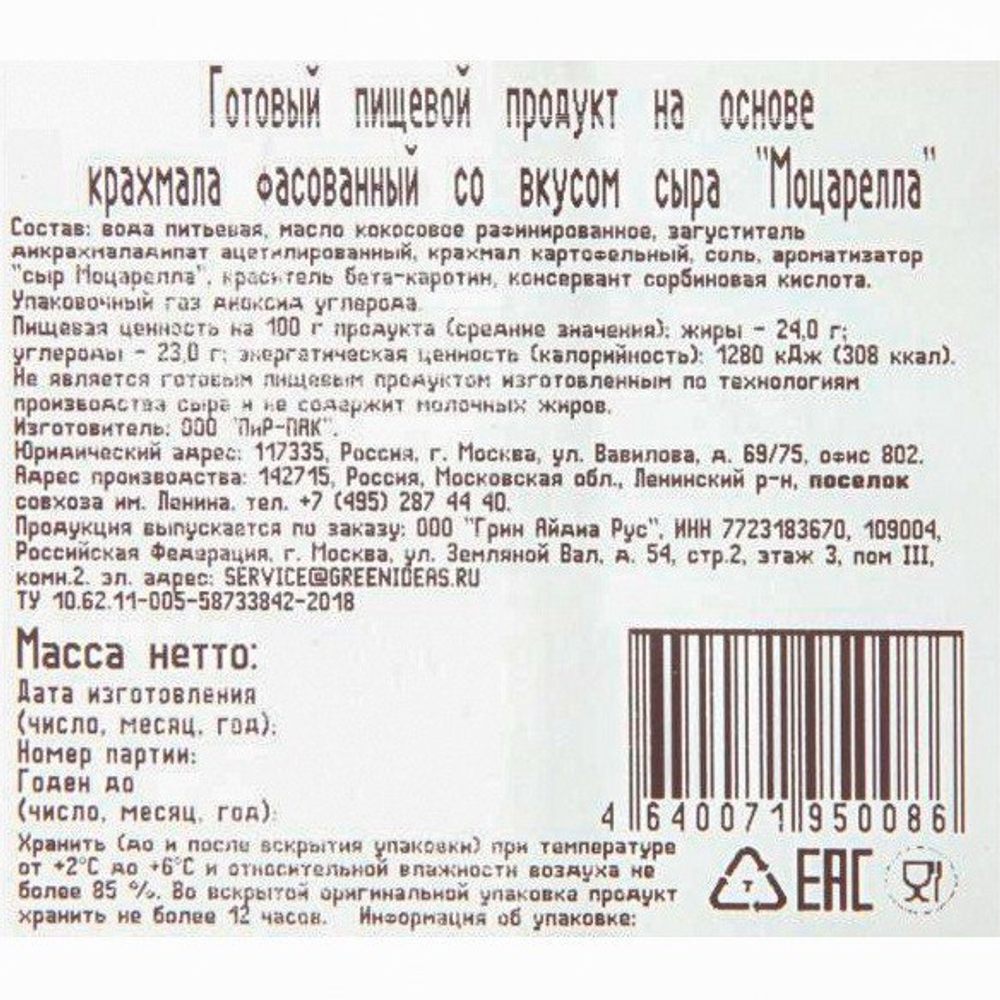 Готовый пищевой продукт на основе
крахмала фасованный со вкусом сыра "Моцарелла"
Состав: вода питьевая, масло кокосовое рафинированное, загуститель
дикрахмаладипат ацетилированный, крахмал картофельный, соль, ароматизатор
"сыр Моцарелла", краситель бета-каротин, консервант сорбиновая кислота.
Упаковочный газ диоксид углерода.
Пищевая ценность на 100 г продукта (средние значения): жиры - 24,0 г;
углероды - 23,0 г; энергетическая ценность (калорийность): 1280 кДж (308 ккал).
Не является готовым пищевым продуктом изготовленным по технологиям
производства сыра и не содержит молочных жиров.
Изготовитель: ООО "ПиР-ПАК".
Юридический адрес: 117335, Россия, г. Москва, ул. Вавилова, д. 69/75, офис 802.
Адрес производства: 142715, Россия, Московская обл., Ленинский р-н, поселок
совхоза им. Ленина, тел. +7 (495) 287 44 40.
Продукция выпускается по заказу: ООО "Грин Айдиа Рус", ИНН 7723183670, 109004,
Российская Федерация, г. Москва, ул. Земляной Вал, д. 54, стр.2, этаж 3, пом III,
комн.2. эл. адрес: SERVICE@GREENIDEAS.RU
ТУ 10.62.11-005-58733842-2018
Масса нетто:
Дата изготовления
(число, месяц, год):
Номер партии:
Годен до
(число, месяц, год):
4 640071 950086
Хранить (до и после вскрытия упаковки) при температуре
от +2°С до +6°С и относительной влажности воздуха не
более 85 %. Во вскрытой оригинальной упаковка продукт
хранить не более 12 часов. Информация об упаковке:
Т
EAC